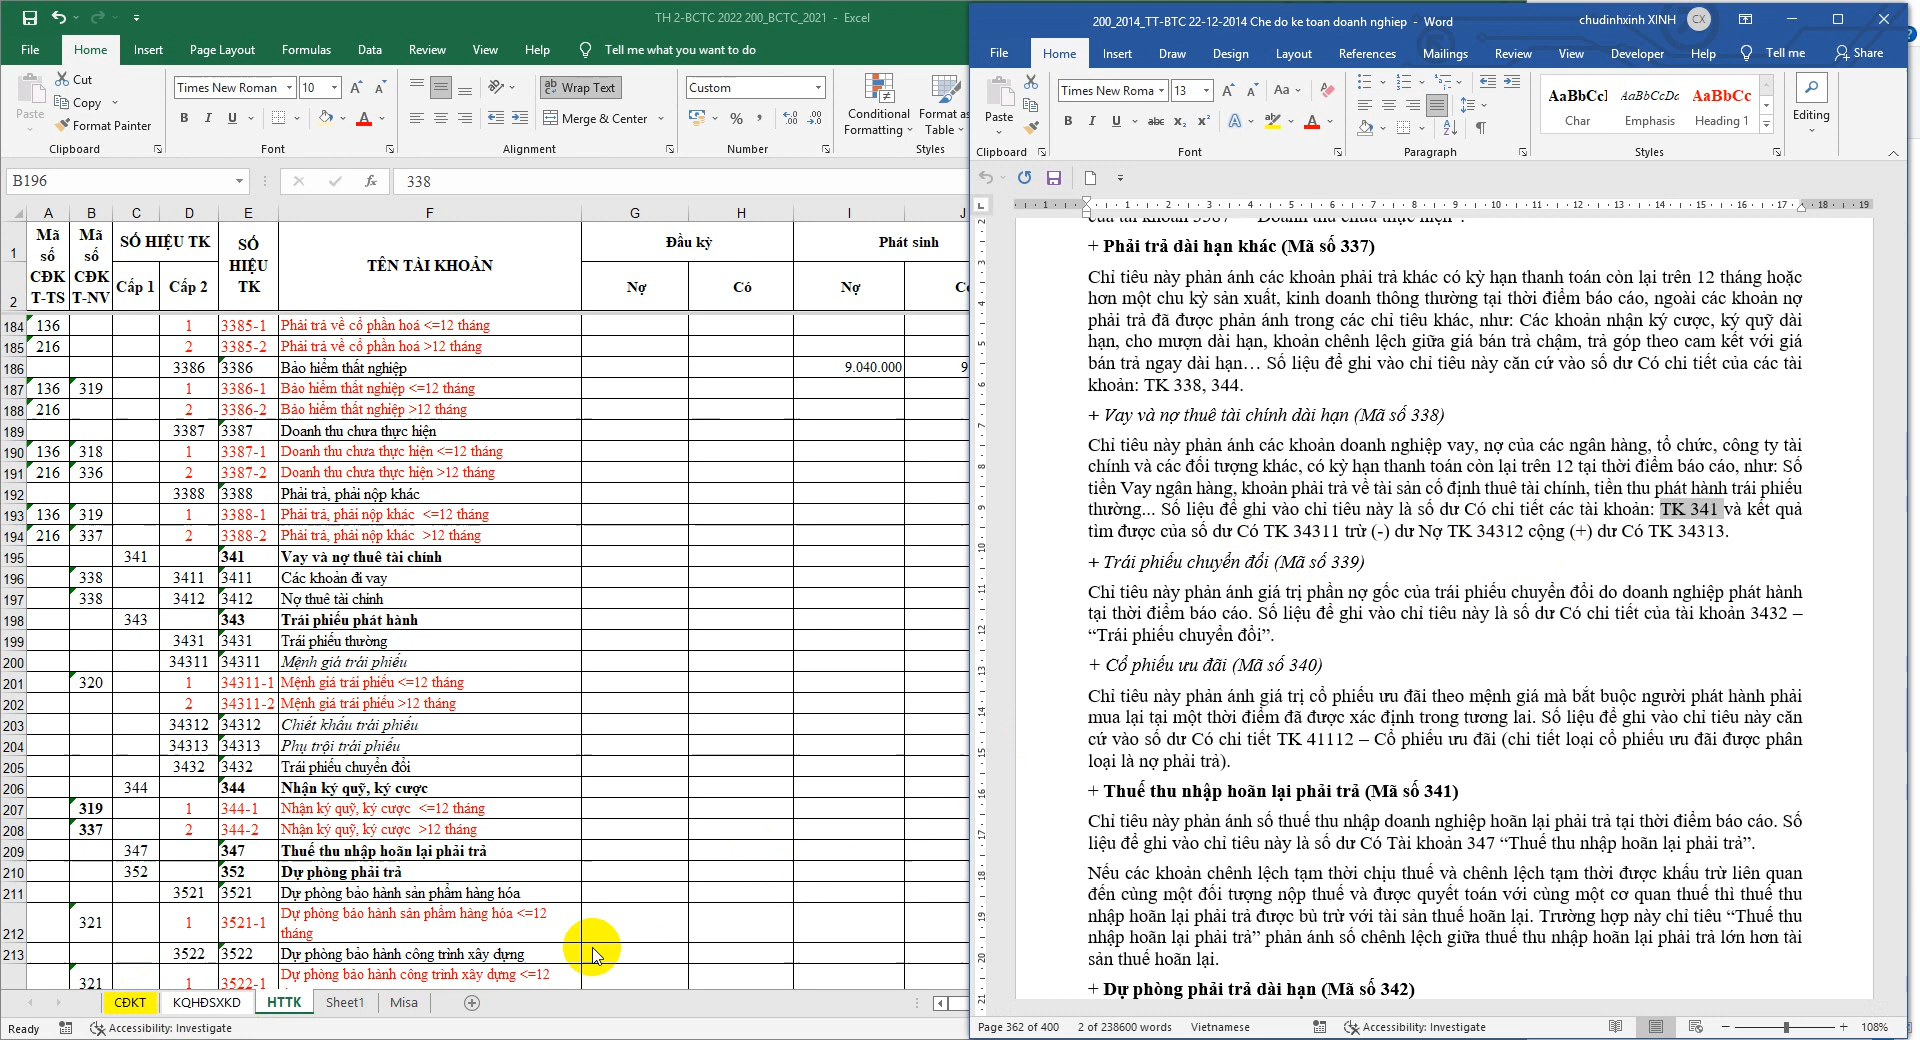 TH 2-BCTC 2022 200_BCTC_2021 - Excel
File Home Insert Page Layout Formulas Data Review View Help Tell me what you want to do
Paste
Cut
Copy
Format Painter
Times New Roman 10
B I U
Wrap Text
Merge & Center
Custom
% ,
Conditional Formatting
Format as Table
Clipboard Font Alignment Number Styles
B196 fx 338
A B C D E F G H I J
1 Mã số CĐKT-TS Mã số CĐKT-NV SỐ HIỆU TK SỐ HIỆU TK TÊN TÀI KHOẢN Đầu kỳ Phát sinh
2 Cấp 1 Cấp 2 Nợ Có Nợ
184 136 1 3385-1 Phải trả về cổ phần hoá <=12 tháng
185 216 2 3385-2 Phải trả về cổ phần hoá >12 tháng
186 3386 3386 Bảo hiểm thất nghiệp 9.040.000 9
187 136 319 1 3386-1 Bảo hiểm thất nghiệp <=12 tháng
188 216 2 3386-2 Bảo hiểm thất nghiệp >12 tháng
189 3387 3387 Doanh thu chưa thực hiện
190 136 318 1 3387-1 Doanh thu chưa thực hiện <=12 tháng
191 216 336 2 3387-2 Doanh thu chưa thực hiện >12 tháng
192 3388 3388 Phải trả, phải nộp khác
193 136 319 1 3388-1 Phải trả, phải nộp khác <=12 tháng
194 216 337 2 3388-2 Phải trả, phải nộp khác >12 tháng
195 341 341 Vay và nợ thuê tài chính
196 338 3411 3411 Các khoản đi vay
197 338 3412 3412 Nợ thuê tài chính
198 343 343 Trái phiếu phát hành
199 3431 3431 Trái phiếu thường
200 34311 34311 Mệnh giá trái phiếu
201 320 1 34311-1 Mệnh giá trái phiếu <=12 tháng
202 2 34311-2 Mệnh giá trái phiếu >12 tháng
203 34312 34312 Chiết khấu trái phiếu
204 34313 34313 Phụ trội trái phiếu
205 3432 3432 Trái phiếu chuyển đổi
206 344 344 Nhận ký quỹ, ký cược
207 319 1 344-1 Nhận ký quỹ, ký cược <=12 tháng
208 337 2 344-2 Nhận ký quỹ, ký cược >12 tháng
209 347 347 Thuế thu nhập hoãn lại phải trả
210 352 352 Dự phòng phải trả
211 3521 3521 Dự phòng bảo hành sản phẩm hàng hóa
212 321 1 3521-1 Dự phòng bảo hành sản phẩm hàng hóa <=12 tháng
213 3522 3522 Dự phòng bảo hành công trình xây dựng
321 1 3522-1 Dự phòng bảo hành công trình xây dựng <=12
CĐKT KQHĐSXKD HTTK Sheet1 Misa
Ready Accessibility: Investigate
200_2014_TT-BTC 22-12-2014 Che do ke toan doanh nghiep - Word chudinhxinh XINH CX
File Home Insert Draw Design Layout References Mailings Review View Developer Help Tell me Share
Paste
Times New Roma 13
Aa
B I U abc x₂ x²
AaBbCcI AaBbCcDc AaBbCc
Char Emphasis Heading 1
Editing
Clipboard Font Paragraph Styles
+ Phải trả dài hạn khác (Mã số 337)
Chỉ tiêu này phản ánh các khoản phải trả khác có kỳ hạn thanh toán còn lại trên 12 tháng hoặc
hơn một chu kỳ sản xuất, kinh doanh thông thường tại thời điểm báo cáo, ngoài các khoản nợ
phải trả đã được phản ánh trong các chỉ tiêu khác, như: Các khoản nhận ký cược, ký quỹ dài
hạn, cho mượn dài hạn, khoản chênh lệch giữa giá bán trả chậm, trả góp theo cam kết với giá
bán trả ngay dài hạn… Số liệu để ghi vào chỉ tiêu này căn cứ vào số dư Có chi tiết của các tài
khoản: TK 338, 344.
+ Vay và nợ thuê tài chính dài hạn (Mã số 338)
Chỉ tiêu này phản ánh các khoản doanh nghiệp vay, nợ của các ngân hàng, tổ chức, công ty tài
chính và các đối tượng khác, có kỳ hạn thanh toán còn lại trên 12 tại thời điểm báo cáo, như: Số
tiền Vay ngân hàng, khoản phải trả về tài sản cố định thuê tài chính, tiền thu phát hành trái phiếu
thường... Số liệu để ghi vào chỉ tiêu này là số dư Có chi tiết các tài khoản: TK 341 và kết quả
tìm được của số dư Có TK 34311 trừ (-) dư Nợ TK 34312 cộng (+) dư Có TK 34313.
+ Trái phiếu chuyển đổi (Mã số 339)
Chỉ tiêu này phản ánh giá trị phần nợ gốc của trái phiếu chuyển đổi do doanh nghiệp phát hành
tại thời điểm báo cáo. Số liệu để ghi vào chỉ tiêu này là số dư Có chi tiết của tài khoản 3432 –
“Trái phiếu chuyển đổi”.
+ Cổ phiếu ưu đãi (Mã số 340)
Chỉ tiêu này phản ánh giá trị cổ phiếu ưu đãi theo mệnh giá mà bắt buộc người phát hành phải
mua lại tại một thời điểm đã được xác định trong tương lai. Số liệu để ghi vào chỉ tiêu này căn
cứ vào số dư Có chi tiết TK 41112 – Cổ phiếu ưu đãi (chi tiết loại cổ phiếu ưu đãi được phân
loại là nợ phải trả).
+ Thuế thu nhập hoãn lại phải trả (Mã số 341)
Chỉ tiêu này phản ánh số thuế thu nhập doanh nghiệp hoãn lại phải trả tại thời điểm báo cáo. Số
liệu để ghi vào chỉ tiêu này là số dư Có Tài khoản 347 “Thuế thu nhập hoãn lại phải trả”.
Nếu các khoản chênh lệch tạm thời chịu thuế và chênh lệch tạm thời được khấu trừ liên quan
đến cùng một đối tượng nộp thuế và được quyết toán với cùng một cơ quan thuế thì thuế thu
nhập hoãn lại phải trả được bù trừ với tài sản thuế hoãn lại. Trường hợp này chỉ tiêu “Thuế thu
nhập hoãn lại phải trả” phản ánh số chênh lệch giữa thuế thu nhập hoãn lại phải trả lớn hơn tài
sản thuế hoãn lại.
+ Dự phòng phải trả dài hạn (Mã số 342)
Page 362 of 400 2 of 238600 words Vietnamese Accessibility: Investigate 108%